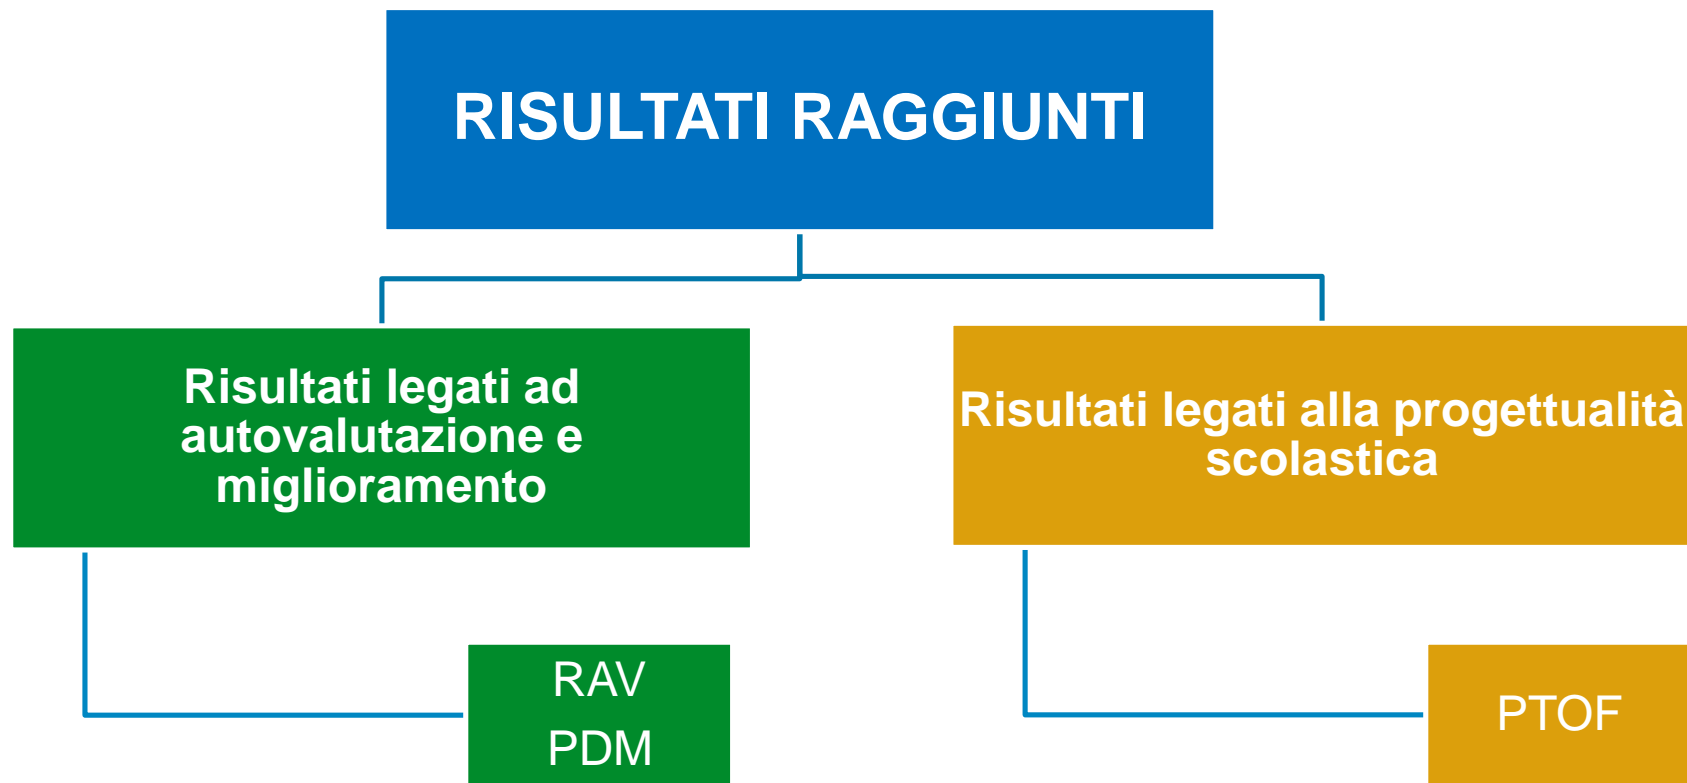 RISULTATI RAGGIUNTI
Risultati legati ad
autovalutazione e
miglioramento
Risultati legati alla progettualità
scolastica
RAV
PDM
PTOF